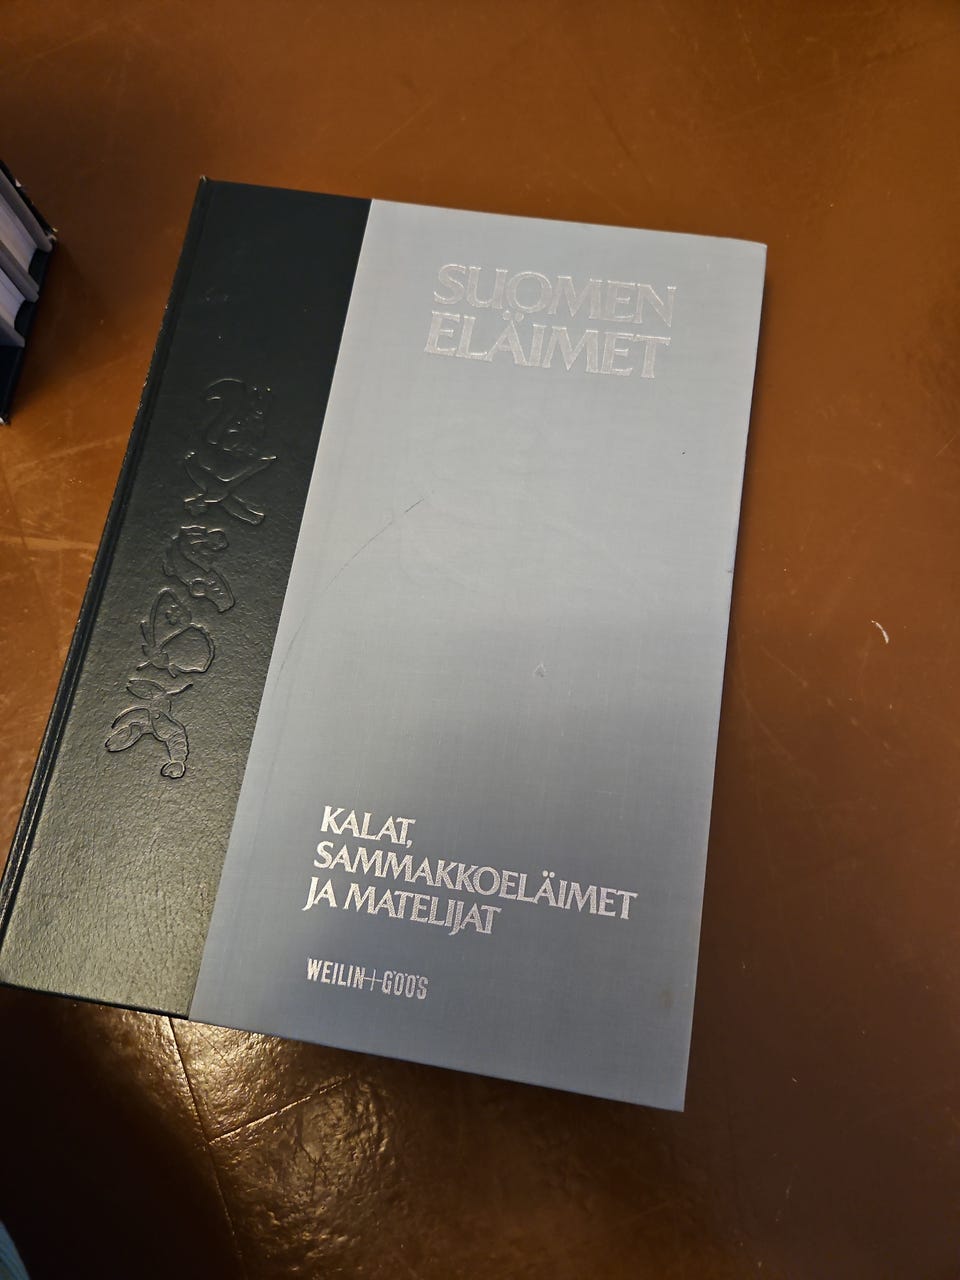 SUOMEN
ELÄIMET
KALAT,
SAMMAKKOELÄIMET
JA MATELIJAT
WEILIN+GÖÖS